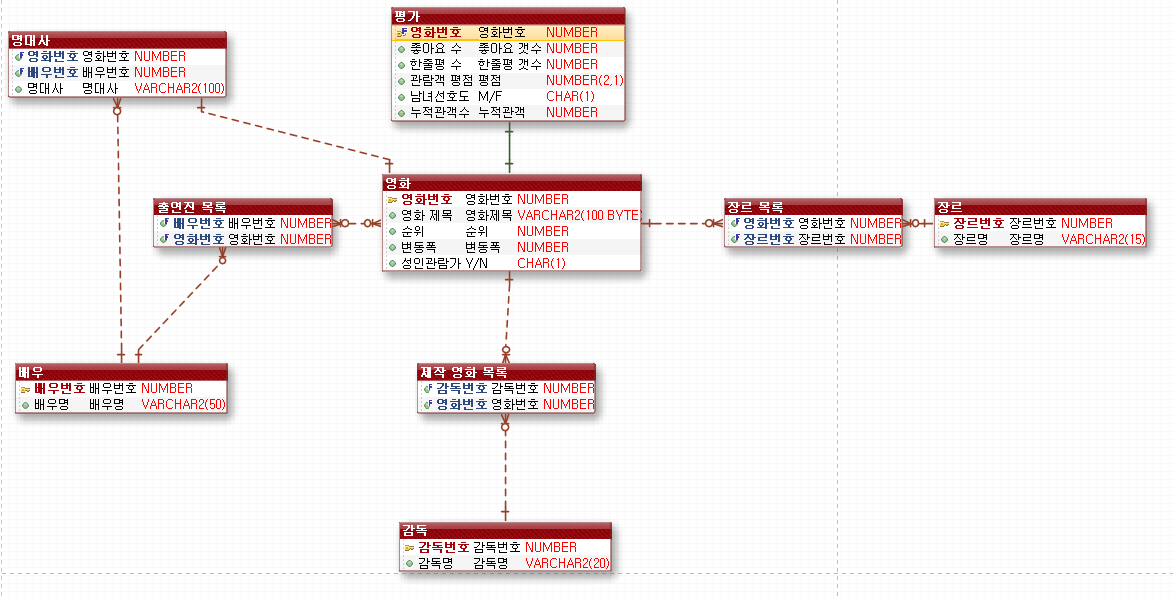 명대사
영화번호 영화번호 NUMBER
배우번호 배우번호 NUMBER
명대사 명대사 VARCHAR2(100)
평가
영화번호 영화번호 NUMBER
좋아요 수 좋아요 갯수 NUMBER
한줄평 수 한줄평 갯수 NUMBER
관람객 평점 평점 NUMBER(2,1)
남녀선호도 M/F CHAR(1)
누적관객수 누적관객 NUMBER
출연진 목록
배우번호 배우번호 NUMBER
영화번호 영화번호 NUMBER
영화
영화번호 영화번호 NUMBER
영화 제목 영화제목 VARCHAR2(100 BYTE)
순위 순위 NUMBER
변동폭 변동폭 NUMBER
성인관람가 Y/N CHAR(1)
장르 목록
영화번호 영화번호 NUMBER
장르번호 장르번호 NUMBER
장르
장르번호 장르번호 NUMBER
장르명 장르명 VARCHAR2(15)
배우
배우번호 배우번호 NUMBER
배우명 배우명 VARCHAR2(50)
제작 영화 목록
감독번호 감독번호 NUMBER
영화번호 영화번호 NUMBER
감독
감독번호 감독번호 NUMBER
감독명 감독명 VARCHAR2(20)